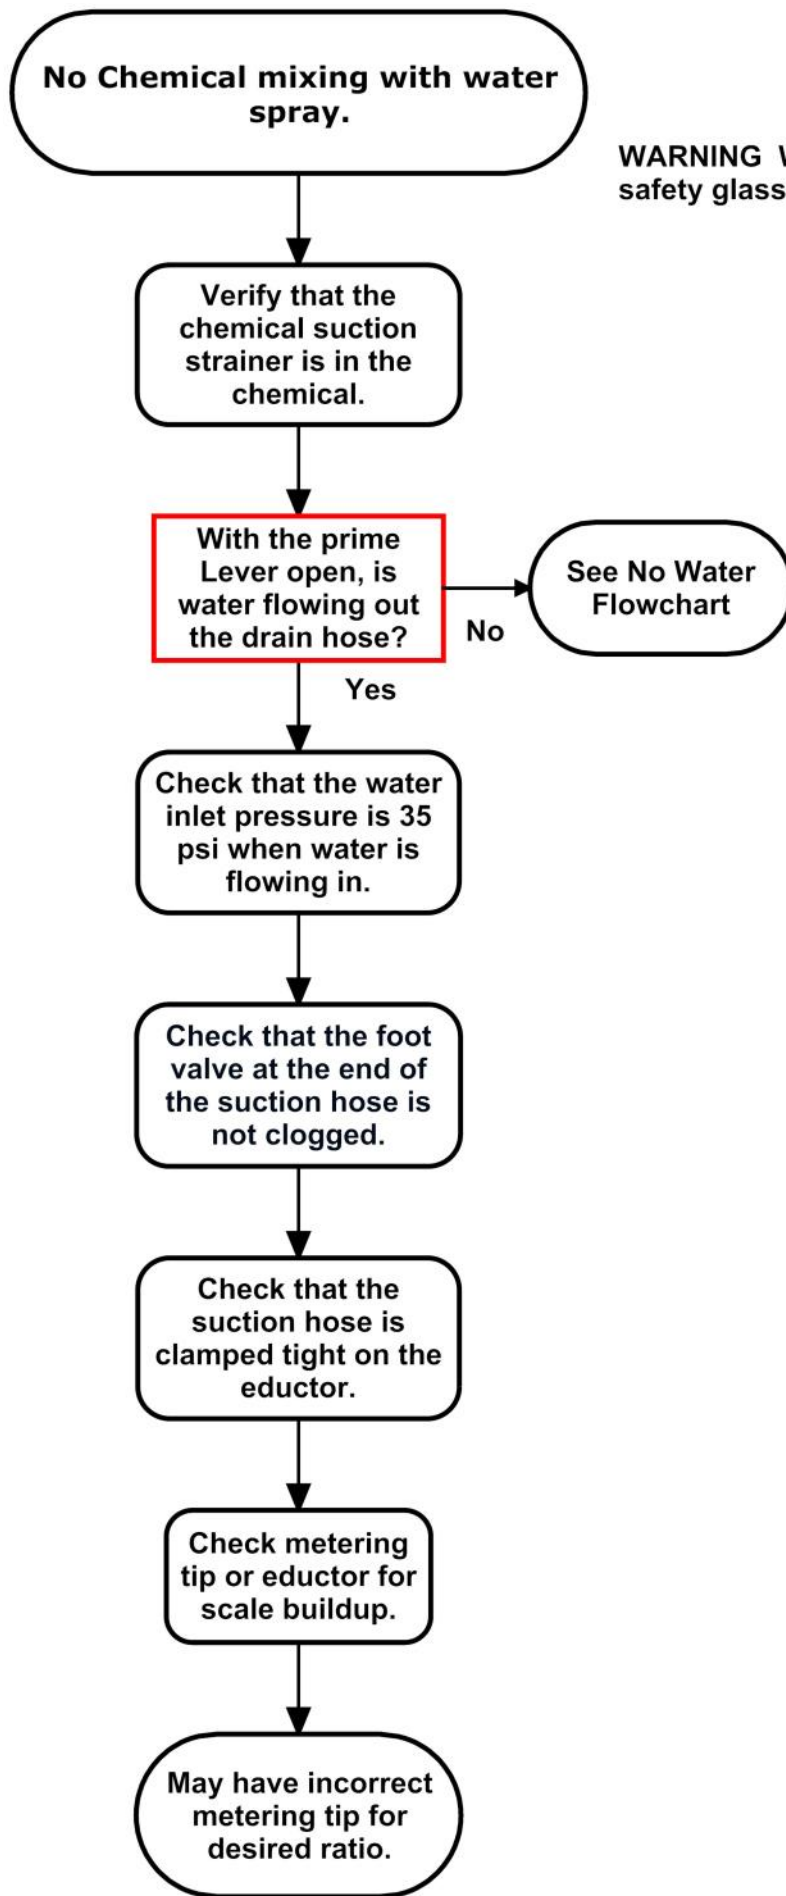 No Chemical mixing with water
spray.
WARNING
safety glass
Verify that the
chemical suction
strainer is in the
chemical.
With the prime
Lever open, is
water flowing out
the drain hose?
No
See No Water
Flowchart
Yes
Check that the water
inlet pressure is 35
psi when water is
flowing in.
Check that the foot
valve at the end of
the suction hose is
not clogged.
Check that the
suction hose is
clamped tight on the
eductor.
Check metering
tip or eductor for
scale buildup.
May have incorrect
metering tip for
desired ratio.